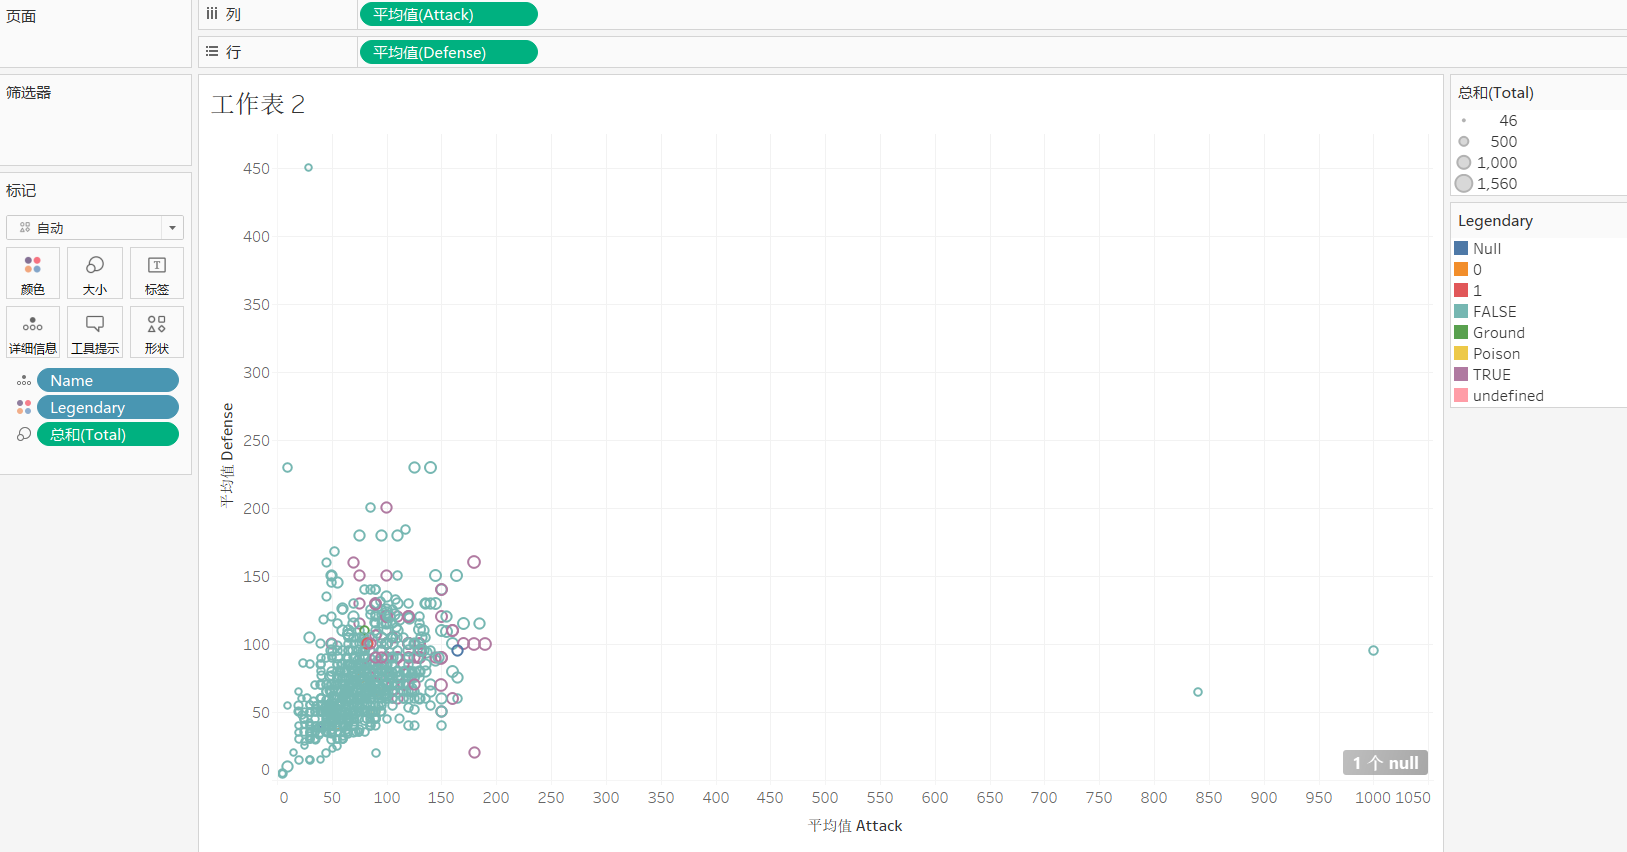 页面
列
平均值(Attack)
行
平均值(Defense)
筛选器
标记
自动
颜色
大小
标签
详细信息
工具提示
形状
Name
Legendary
总和(Total)
工作表 2
平均值 Defense
450
400
350
300
250
200
150
100
50
0
0 50 100 150 200 250 300 350 400 450 500 550 600 650 700 750 800 850 900 950 1000 1050
平均值 Attack
1 个 null
总和(Total)
46
500
1,000
1,560
Legendary
Null
0
1
FALSE
Ground
Poison
TRUE
undefined